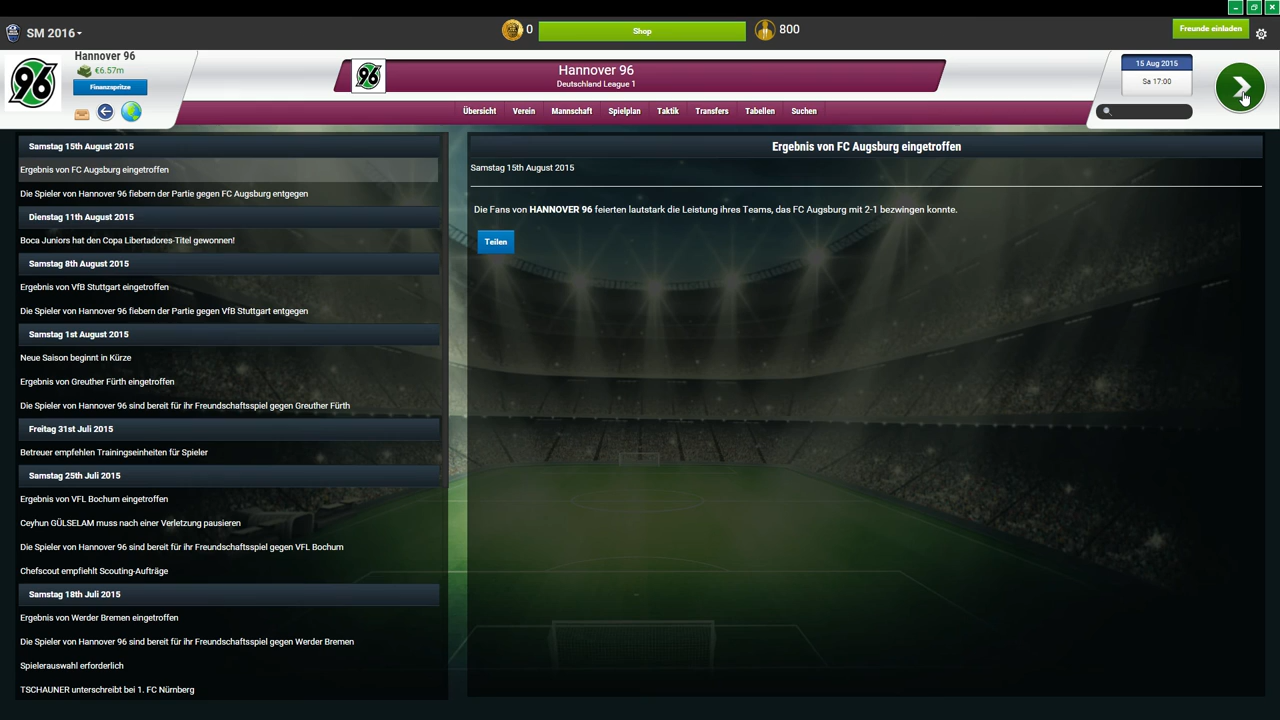 SM 2016
0
Shop
800
Freunde einladen
Hannover 96
€6.57m
Finanzspritze
96
96
Hannover 96
Deutschland League 1
15 Aug 2015
Sa 17:00
Übersicht Verein Mannschaft Spielplan Taktik Transfers Tabellen Suchen
Samstag 15th August 2015
Ergebnis von FC Augsburg eingetroffen
Die Spieler von Hannover 96 fiebern der Partie gegen FC Augsburg entgegen
Dienstag 11th August 2015
Boca Juniors hat den Copa Libertadores-Titel gewonnen!
Samstag 8th August 2015
Ergebnis von VfB Stuttgart eingetroffen
Die Spieler von Hannover 96 fiebern der Partie gegen VfB Stuttgart entgegen
Samstag 1st August 2015
Neue Saison beginnt in Kürze
Ergebnis von Greuther Fürth eingetroffen
Die Spieler von Hannover 96 sind bereit für ihr Freundschaftsspiel gegen Greuther Fürth
Freitag 31st Juli 2015
Betreuer empfehlen Trainingseinheiten für Spieler
Samstag 25th Juli 2015
Ergebnis von VFL Bochum eingetroffen
Ceyhun GÜLSELAM muss nach einer Verletzung pausieren
Die Spieler von Hannover 96 sind bereit für ihr Freundschaftsspiel gegen VFL Bochum
Chefscout empfiehlt Scouting-Aufträge
Samstag 18th Juli 2015
Ergebnis von Werder Bremen eingetroffen
Die Spieler von Hannover 96 sind bereit für ihr Freundschaftsspiel gegen Werder Bremen
Spielerauswahl erforderlich
TSCHAUNER unterschreibt bei 1. FC Nürnberg
Ergebnis von FC Augsburg eingetroffen
Samstag 15th August 2015
Die Fans von HANNOVER 96 feierten lautstark die Leistung ihres Teams, das FC Augsburg mit 2-1 bezwingen konnte.
Teilen